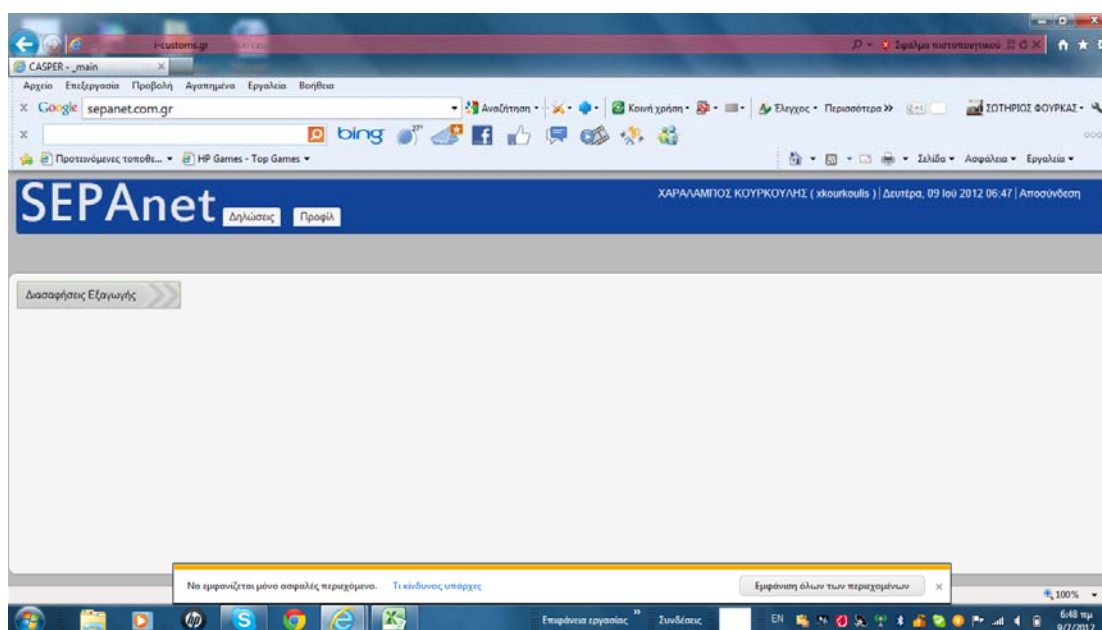 i-customs.gr Σφάλμα πιστοποιητικού
CASPER - _main
Αρχείο Επεξεργασία Προβολή Αγαπημένα Εργαλεία Βοήθεια
x Google sepanet.com.gr Αναζήτηση Κοινή χρήση Έλεγχος Περισσότερα >> ΣΩΤΗΡΙΟΣ ΦΟΥΡΚΑΣ
x bing 27°
Προτεινόμενες τοποθε... HP Games - Top Games Σελίδα Ασφάλεια Εργαλεία
SEPAnet Δηλώσεις Προφίλ ΧΑΡΑΛΑΜΠΟΣ ΚΟΥΡΚΟΥΛΗΣ ( xkourkoulis ) | Δευτέρα, 09 Ιού 2012 06:47 | Αποσύνδεση
Διασαφήσεις Εξαγωγής
Να εμφανίζεται μόνο ασφαλές περιεχόμενο. Τι κίνδυνος υπάρχει; Εμφάνιση όλων των περιεχομένων x
100%
Επιφάνεια εργασίας » Συνδέσεις EN 6:48 πμ
9/7/2012